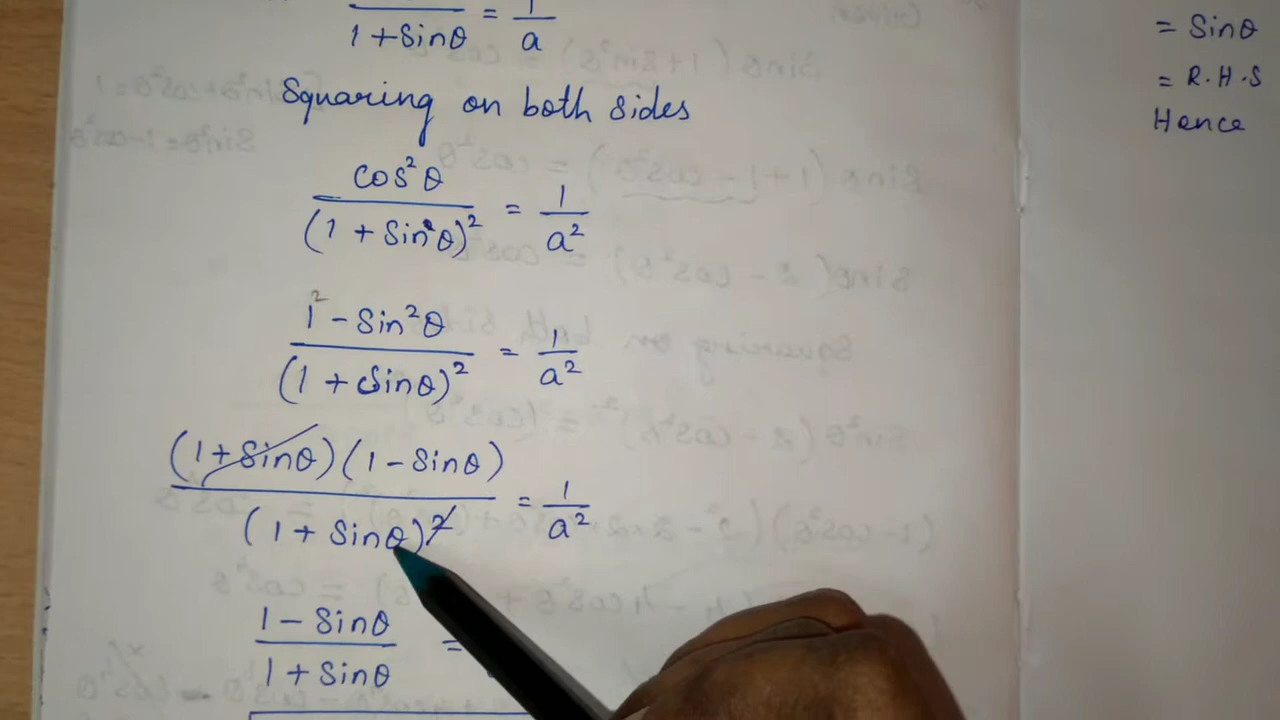 1 + Sinθ = 1/a
Squaring on both sides
cos²θ / (1 + Sin²θ)² = 1/a²
1² - Sin²θ / (1 + Sinθ)² = 1/a²
(1 + Sinθ)(1 - Sinθ) / (1 + Sinθ)² = 1/a²
1 - Sinθ / 1 + Sinθ =
= Sinθ
= R.H.S
Hence